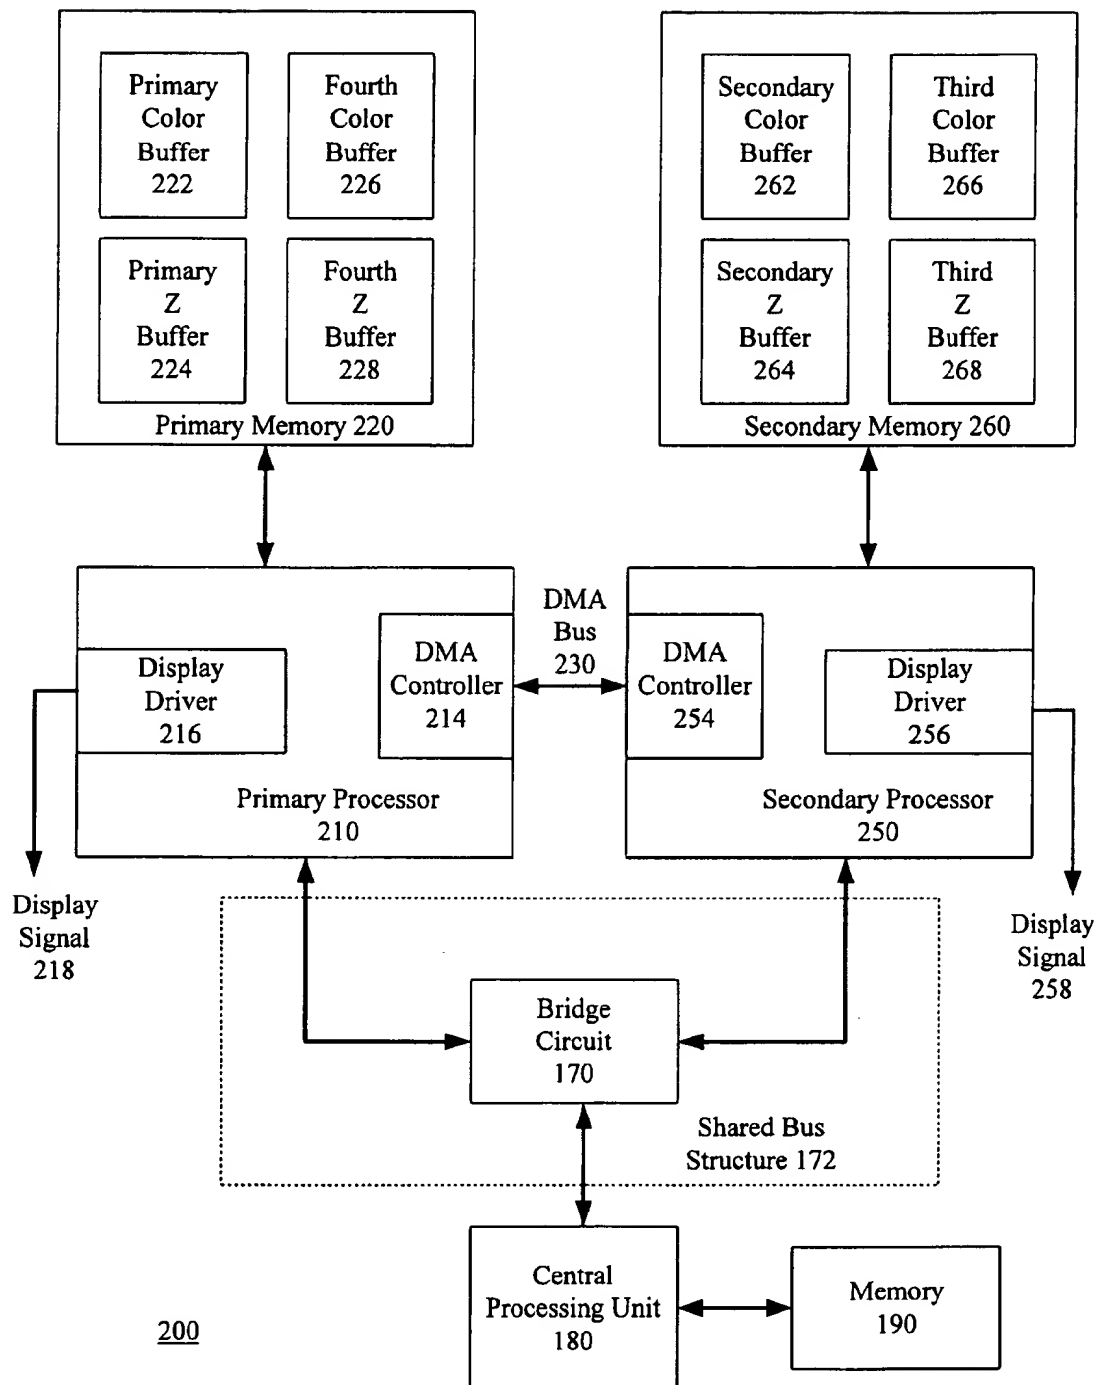 Primary
Color
Buffer
222
Fourth
Color
Buffer
226
Primary
Z
Buffer
224
Fourth
Z
Buffer
228
Primary Memory 220
Secondary
Color
Buffer
262
Third
Color
Buffer
266
Secondary
Z
Buffer
264
Third
Z
Buffer
268
Secondary Memory 260
Display
Driver
216
DMA
Controller
214
Primary Processor
210
DMA
Bus
230
DMA
Controller
254
Display
Driver
256
Secondary Processor
250
Display
Signal
218
Display
Signal
258
Bridge
Circuit
170
Shared Bus
Structure 172
Central
Processing Unit
180
Memory
190
200